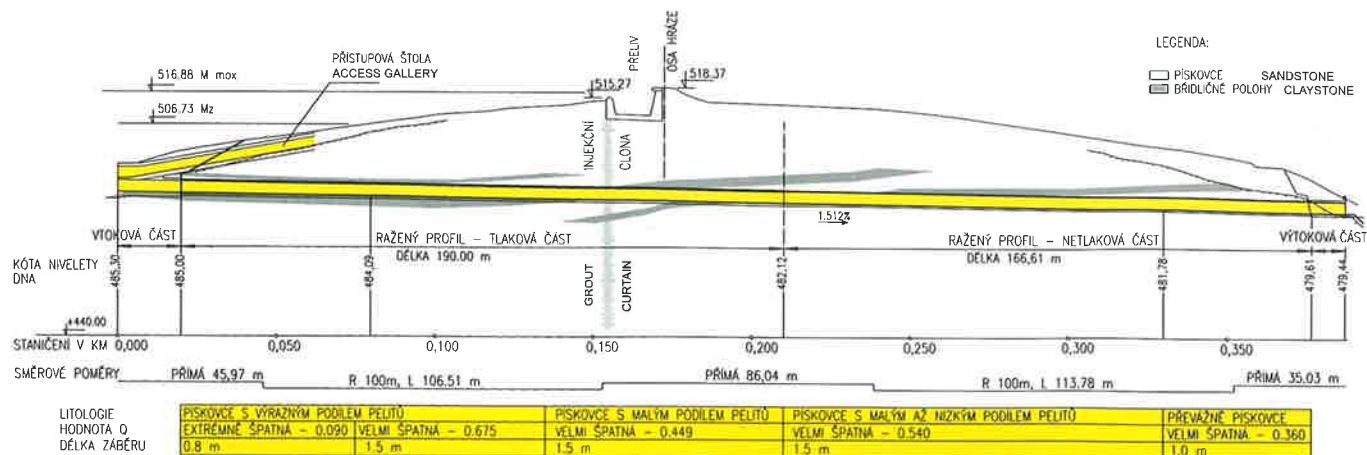 PŘÍSTUPOVÁ ŠTOLA
ACCESS GALLERY
516.88 M max
506.73 Mz
515.27
PŘELIV
OSA HRÁZE
518.37
LEGENDA:
PÍSKOVCE SANDSTONE
BŘIDLIČNÉ POLOHY CLAYSTONE
INJEKČNÍ CLONA
1.512%
VTOKOVÁ ČÁST
RAŽENÝ PROFIL – TLAKOVÁ ČÁST
DÉLKA 190.00 m
RAŽENÝ PROFIL – NETLAKOVÁ ČÁST
DÉLKA 166,61 m
VÝTOKOVÁ ČÁST
GROUT CURTAIN
KÓTA NIVELETY
DNA
485,30
485,00
484,09
482,12
481,78
479,61
479,44
+440.00
STANIČENÍ V KM 0,000 0,050 0,100 0,150 0,200 0,250 0,300 0,350
SMĚROVÉ POMĚRY PŘÍMÁ 45,97 m R 100m, L 106.51 m PŘÍMÁ 86,04 m R 100m, L 113.78 m PŘÍMÁ 35.03 m
LITOLOGIE PÍSKOVCE S VÝRAZNÝM PODÍLEM PELITŮ PÍSKOVCE S MALÝM PODÍLEM PELITŮ PÍSKOVCE S MALÝM AŽ NÍZKÝM PODÍLEM PELITŮ PŘEVÁŽNĚ PÍSKOVCE
HODNOTA Q EXTRÉMNĚ ŠPATNÁ – 0.090 VELMI ŠPATNÁ – 0.675 VELMI ŠPATNÁ – 0.449 VELMI ŠPATNÁ – 0.540 VELMI ŠPATNÁ – 0.360
DÉLKA ZÁBĚRU 0.8 m 1.5 m 1.5 m 1.5 m 1.0 m